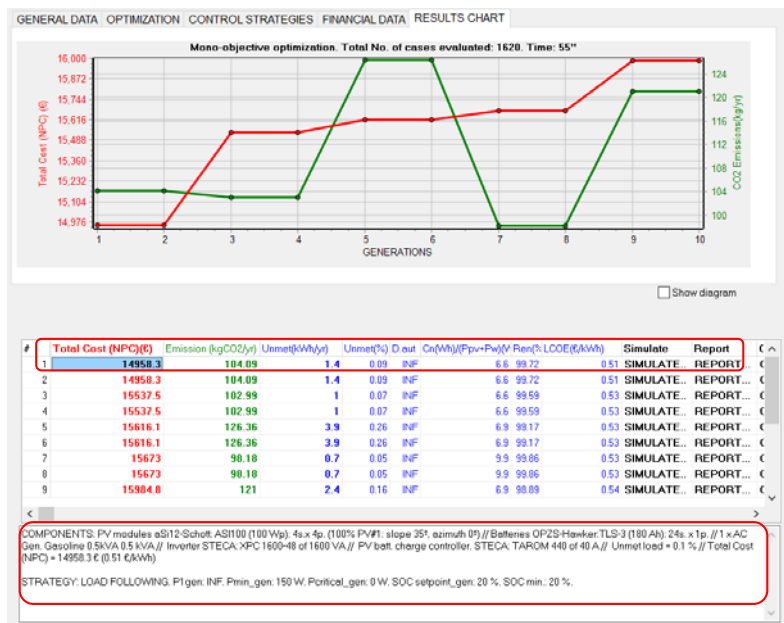 GENERAL DATA OPTIMIZATION CONTROL STRATEGIES FINANCIAL DATA RESULTS CHART
Mono-objective optimization. Total No. of cases evaluated: 1620. Time: 55''
Total Cost (NPC) (€)
16,000
15,872
15,744
15,616
15,488
15,360
15,232
15,104
14,976
124
120
116
112
108
104
100
CO2 Emissions(kg/yr)
1 2 3 4 5 6 7 8 9 10
GENERATIONS
Show diagram
# Total Cost (NPC)(€) Emission (kgCO2/yr) Unmet(kWh/yr) Unmet(%) D.aut Cn(Wh)/(Ppv+Pw)(W Ren(% LCOE(€/kWh) Simulate Report C
1 14958.3 104.09 1.4 0.09 INF 6.6 99.72 0.51 SIMULATE... REPORT... C
2 14958.3 104.09 1.4 0.09 INF 6.6 99.72 0.51 SIMULATE... REPORT... C
3 15537.5 102.99 1 0.07 INF 6.6 99.59 0.53 SIMULATE... REPORT... C
4 15537.5 102.99 1 0.07 INF 6.6 99.59 0.53 SIMULATE... REPORT... C
5 15616.1 126.36 3.9 0.26 INF 6.9 99.17 0.53 SIMULATE... REPORT... C
6 15616.1 126.36 3.9 0.26 INF 6.9 99.17 0.53 SIMULATE... REPORT... C
7 15673 98.18 0.7 0.05 INF 9.9 99.86 0.53 SIMULATE... REPORT... C
8 15673 98.18 0.7 0.05 INF 9.9 99.86 0.53 SIMULATE... REPORT... C
9 15984.8 121 2.4 0.16 INF 6.9 98.89 0.54 SIMULATE... REPORT... C
COMPONENTS: PV modules aSi12-Schott: ASI100 (100 Wp): 4s.x 4p. (100% PV#1: slope 35º, azimuth 0º) // Batteries OPZS-Hawker:TLS-3 (180 Ah): 24s. x 1p. // 1 x AC
Gen. Gasoline 0.5kVA 0.5 kVA // Inverter STECA: XPC 1600-48 of 1600 VA // PV batt. charge controller. STECA: TAROM 440 of 40 A // Unmet load = 0.1 % // Total Cost
(NPC) = 14958.3 € (0.51 €/kWh)
STRATEGY: LOAD FOLLOWING. P1gen: INF. Pmin_gen: 150 W. Pcritical_gen: 0 W. SOC setpoint_gen: 20 %. SOC min.: 20 %.